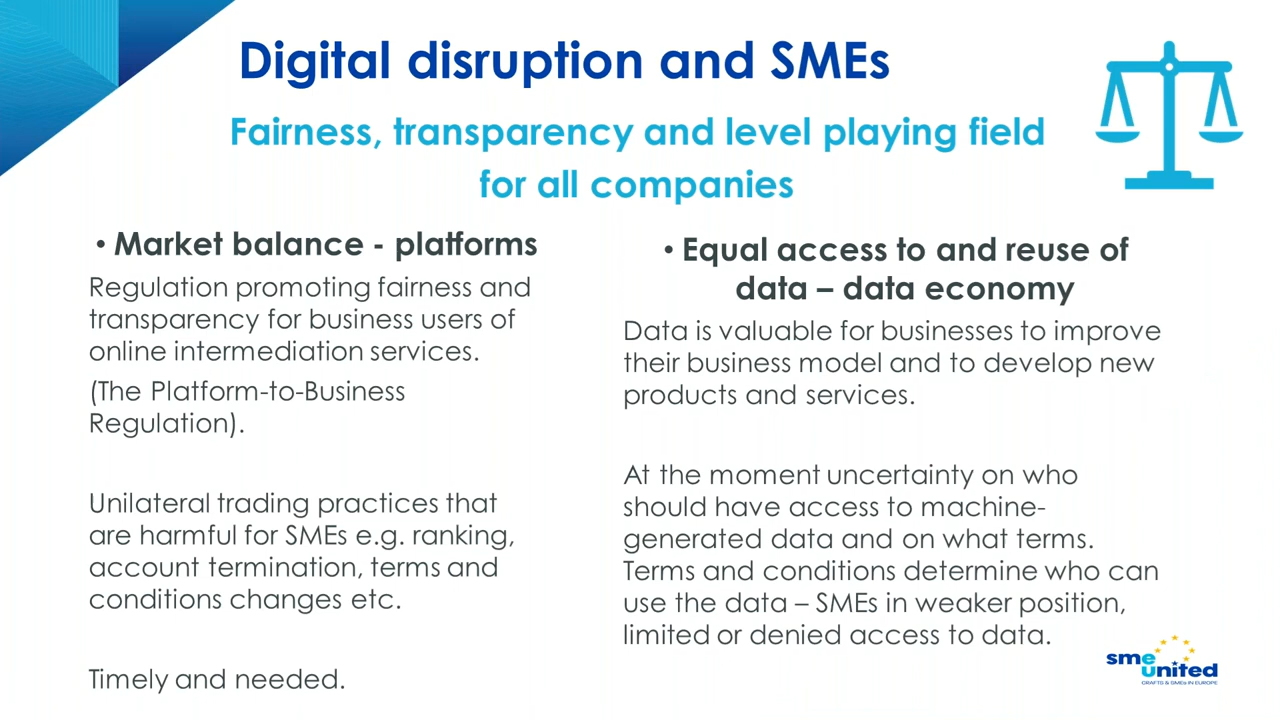 Digital disruption and SMEs
Fairness, transparency and level playing field
for all companies
• Market balance - platforms
Regulation promoting fairness and
transparency for business users of
online intermediation services.
(The Platform-to-Business
Regulation).
Unilateral trading practices that
are harmful for SMEs e.g. ranking,
account termination, terms and
conditions changes etc.
Timely and needed.
• Equal access to and reuse of
data – data economy
Data is valuable for businesses to improve
their business model and to develop new
products and services.
At the moment uncertainty on who
should have access to machine-
generated data and on what terms.
Terms and conditions determine who can
use the data – SMEs in weaker position,
limited or denied access to data.
sme
united
CRAFTS & SMEs IN EUROPE